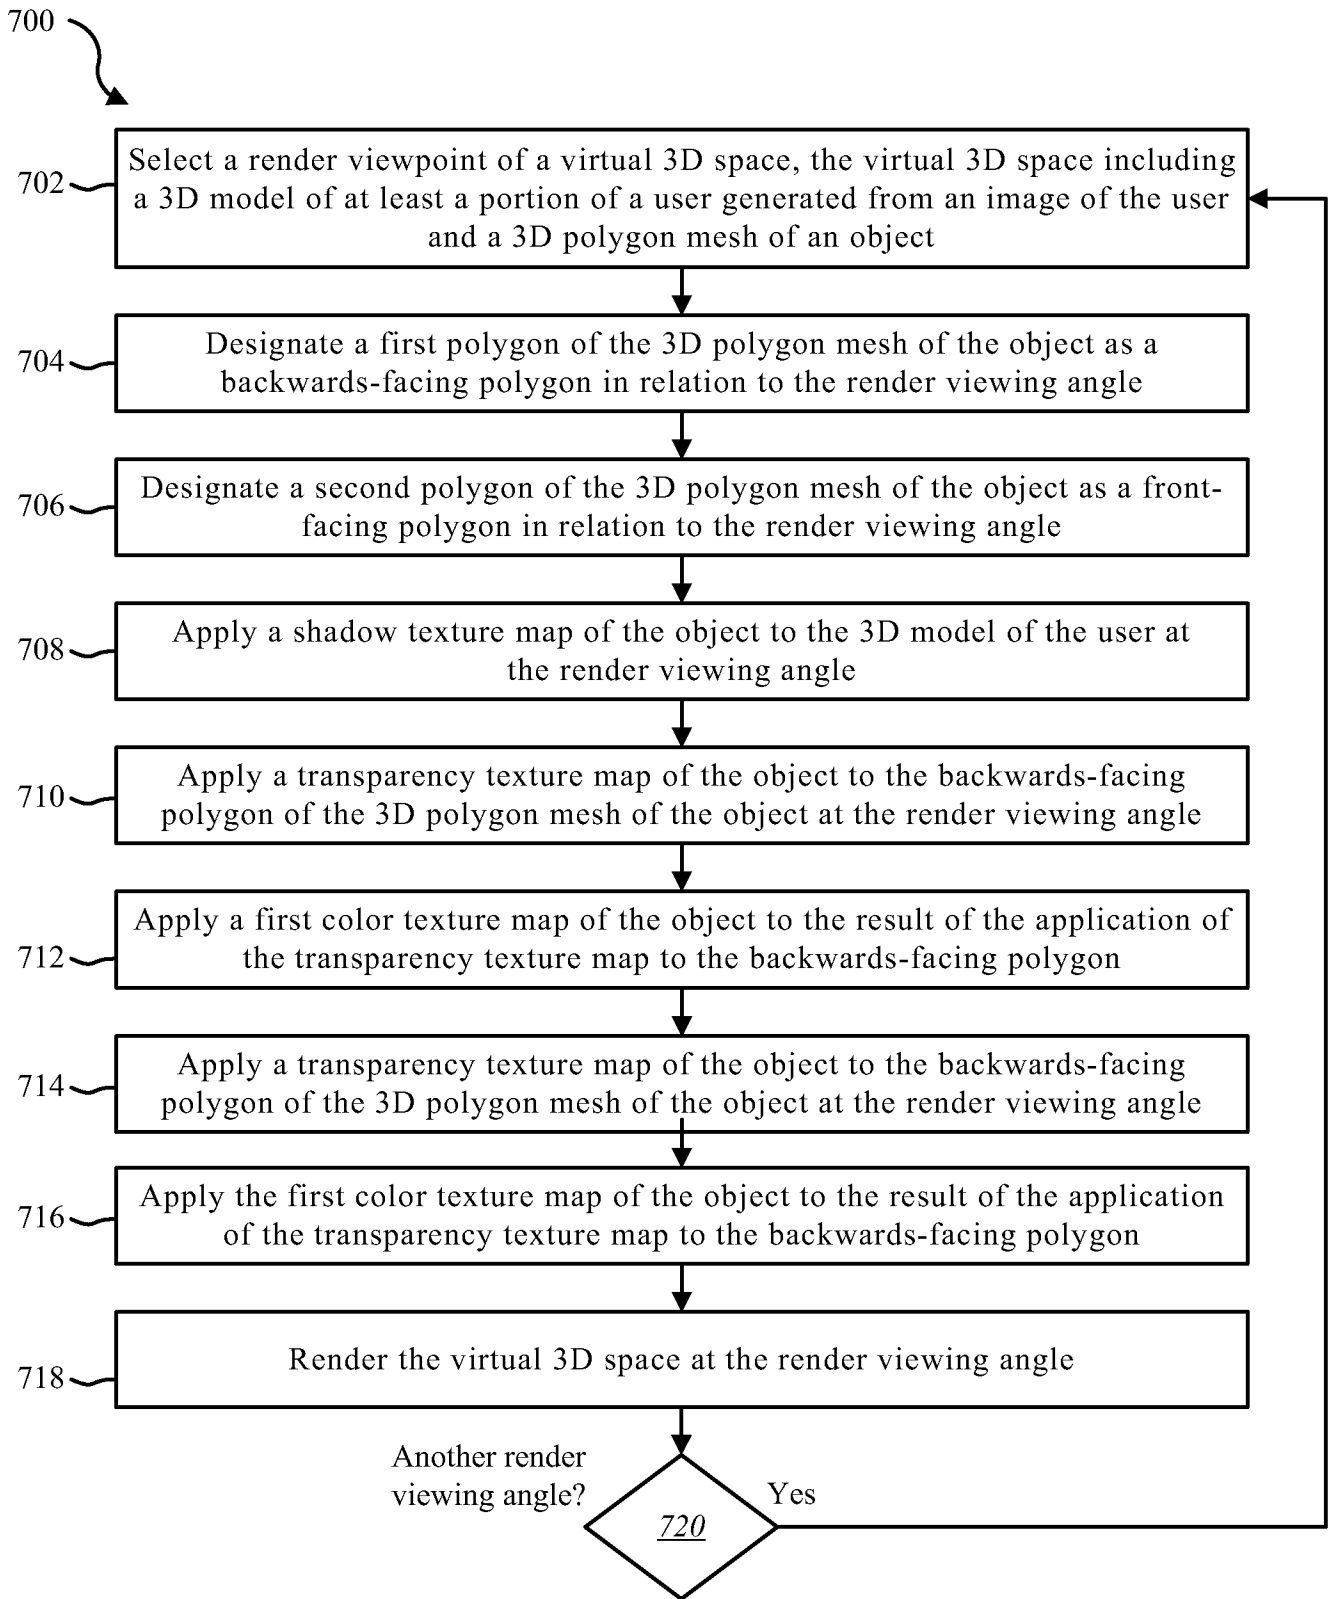 700
702
Select a render viewpoint of a virtual 3D space, the virtual 3D space including
a 3D model of at least a portion of a user generated from an image of the user
and a 3D polygon mesh of an object
704
Designate a first polygon of the 3D polygon mesh of the object as a
backwards-facing polygon in relation to the render viewing angle
706
Designate a second polygon of the 3D polygon mesh of the object as a front-
facing polygon in relation to the render viewing angle
708
Apply a shadow texture map of the object to the 3D model of the user at
the render viewing angle
710
Apply a transparency texture map of the object to the backwards-facing
polygon of the 3D polygon mesh of the object at the render viewing angle
712
Apply a first color texture map of the object to the result of the application of
the transparency texture map to the backwards-facing polygon
714
Apply a transparency texture map of the object to the backwards-facing
polygon of the 3D polygon mesh of the object at the render viewing angle
716
Apply the first color texture map of the object to the result of the application
of the transparency texture map to the backwards-facing polygon
718
Render the virtual 3D space at the render viewing angle
Another render
viewing angle?
Yes
720